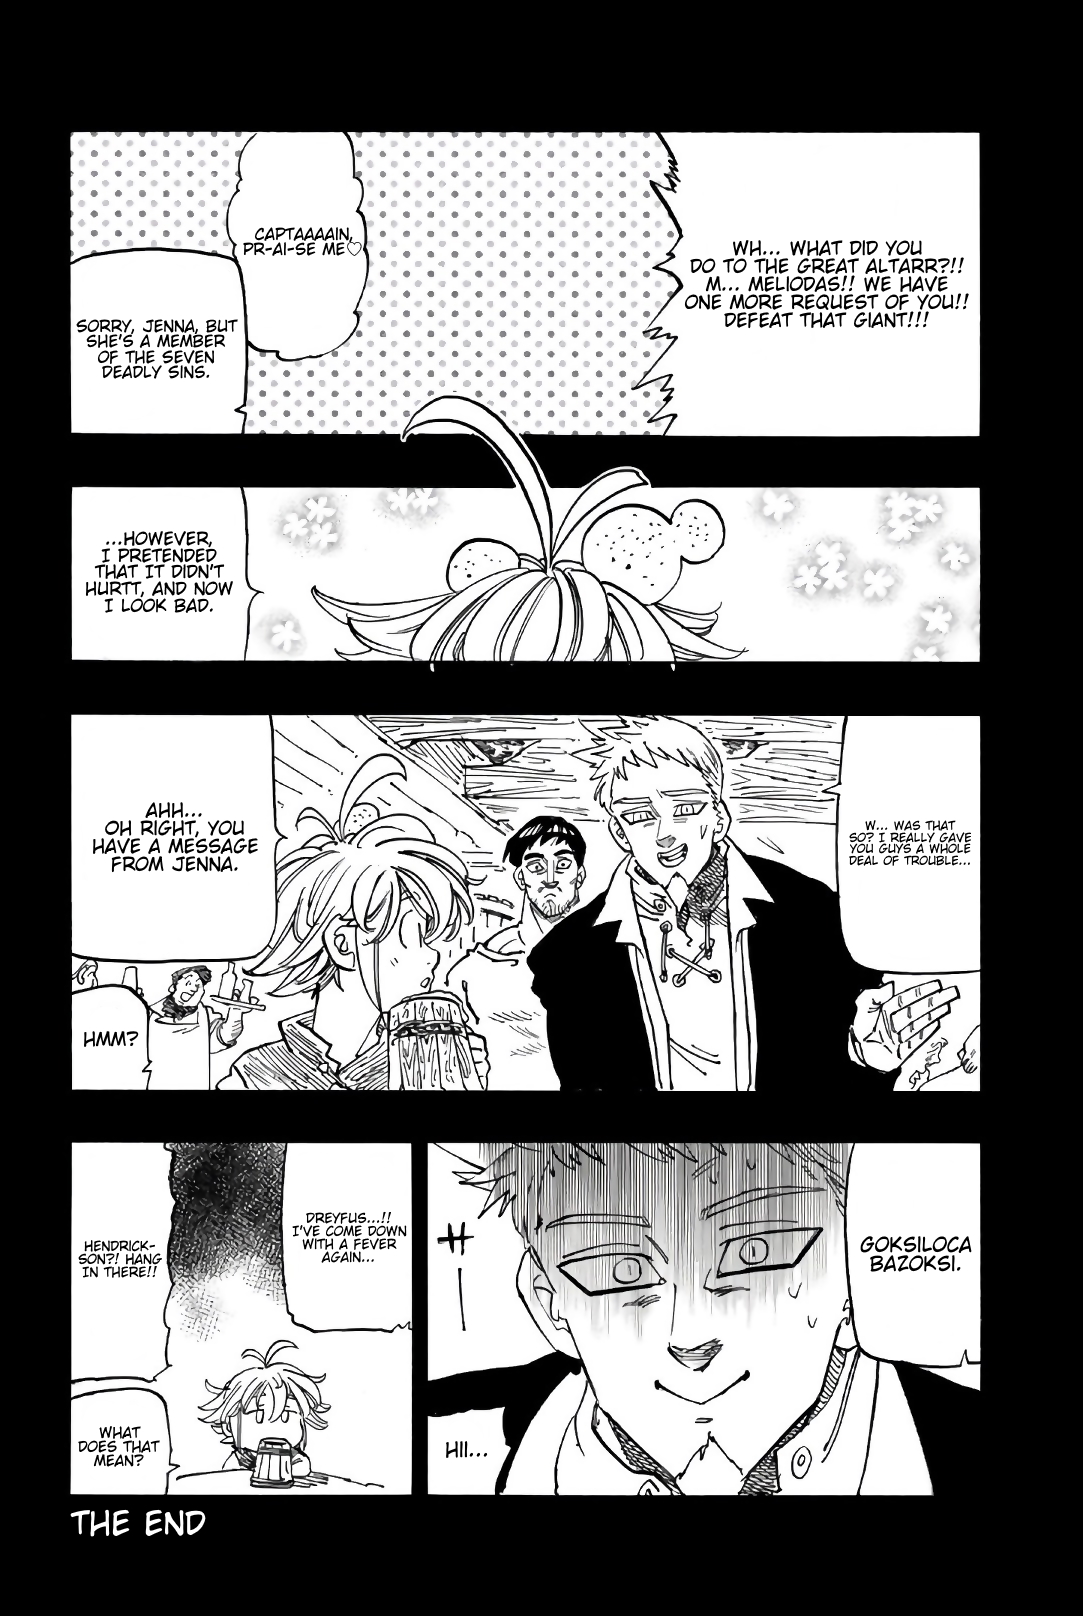 WH... WHAT DID YOU
DO TO THE GREAT ALTARR?!!
M... MELIODAS!! WE HAVE
ONE MORE REQUEST OF YOU!!
DEFEAT THAT GIANT!!!
CAPTAAAAIN,
PR-AI-SE ME♡
SORRY, JENNA, BUT
SHE'S A MEMBER
OF THE SEVEN
DEADLY SINS.
...HOWEVER,
I PRETENDED
THAT IT DIDN'T
HURTT, AND NOW
I LOOK BAD.
W... WAS THAT
SO? I REALLY GAVE
YOU GUYS A WHOLE
DEAL OF TROUBLE...
AHH...
OH RIGHT, YOU
HAVE A MESSAGE
FROM JENNA.
HMM?
GOKSILOCA
BAZOKSI.
サー
HII...
DREYFUS...!!
I'VE COME DOWN
WITH A FEVER
AGAIN...
HENDRICK-
SON?! HANG
IN THERE!!
WHAT
DOES THAT
MEAN?
THE END